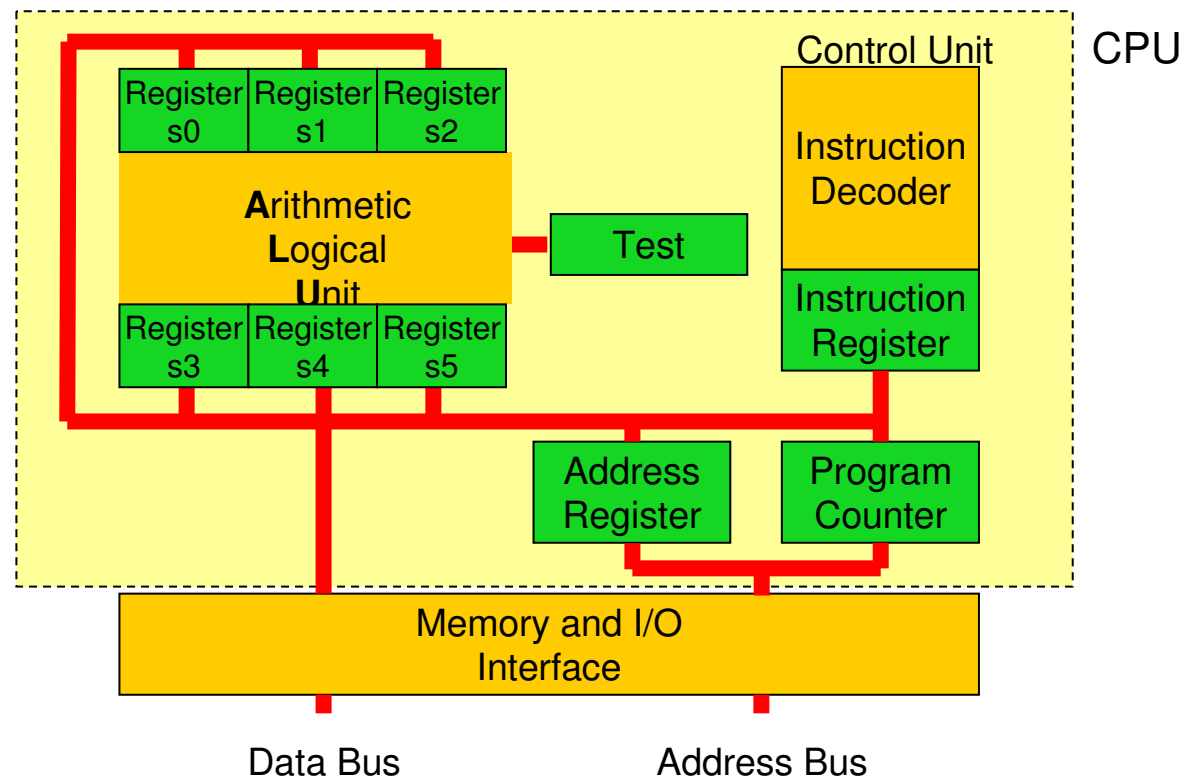 CPU
Control Unit
Register
s0
Register
s1
Register
s2
Instruction
Decoder
Arithmetic
Logical
Unit
Test
Instruction
Register
Register
s3
Register
s4
Register
s5
Address
Register
Program
Counter
Memory and I/O
Interface
Data Bus
Address Bus